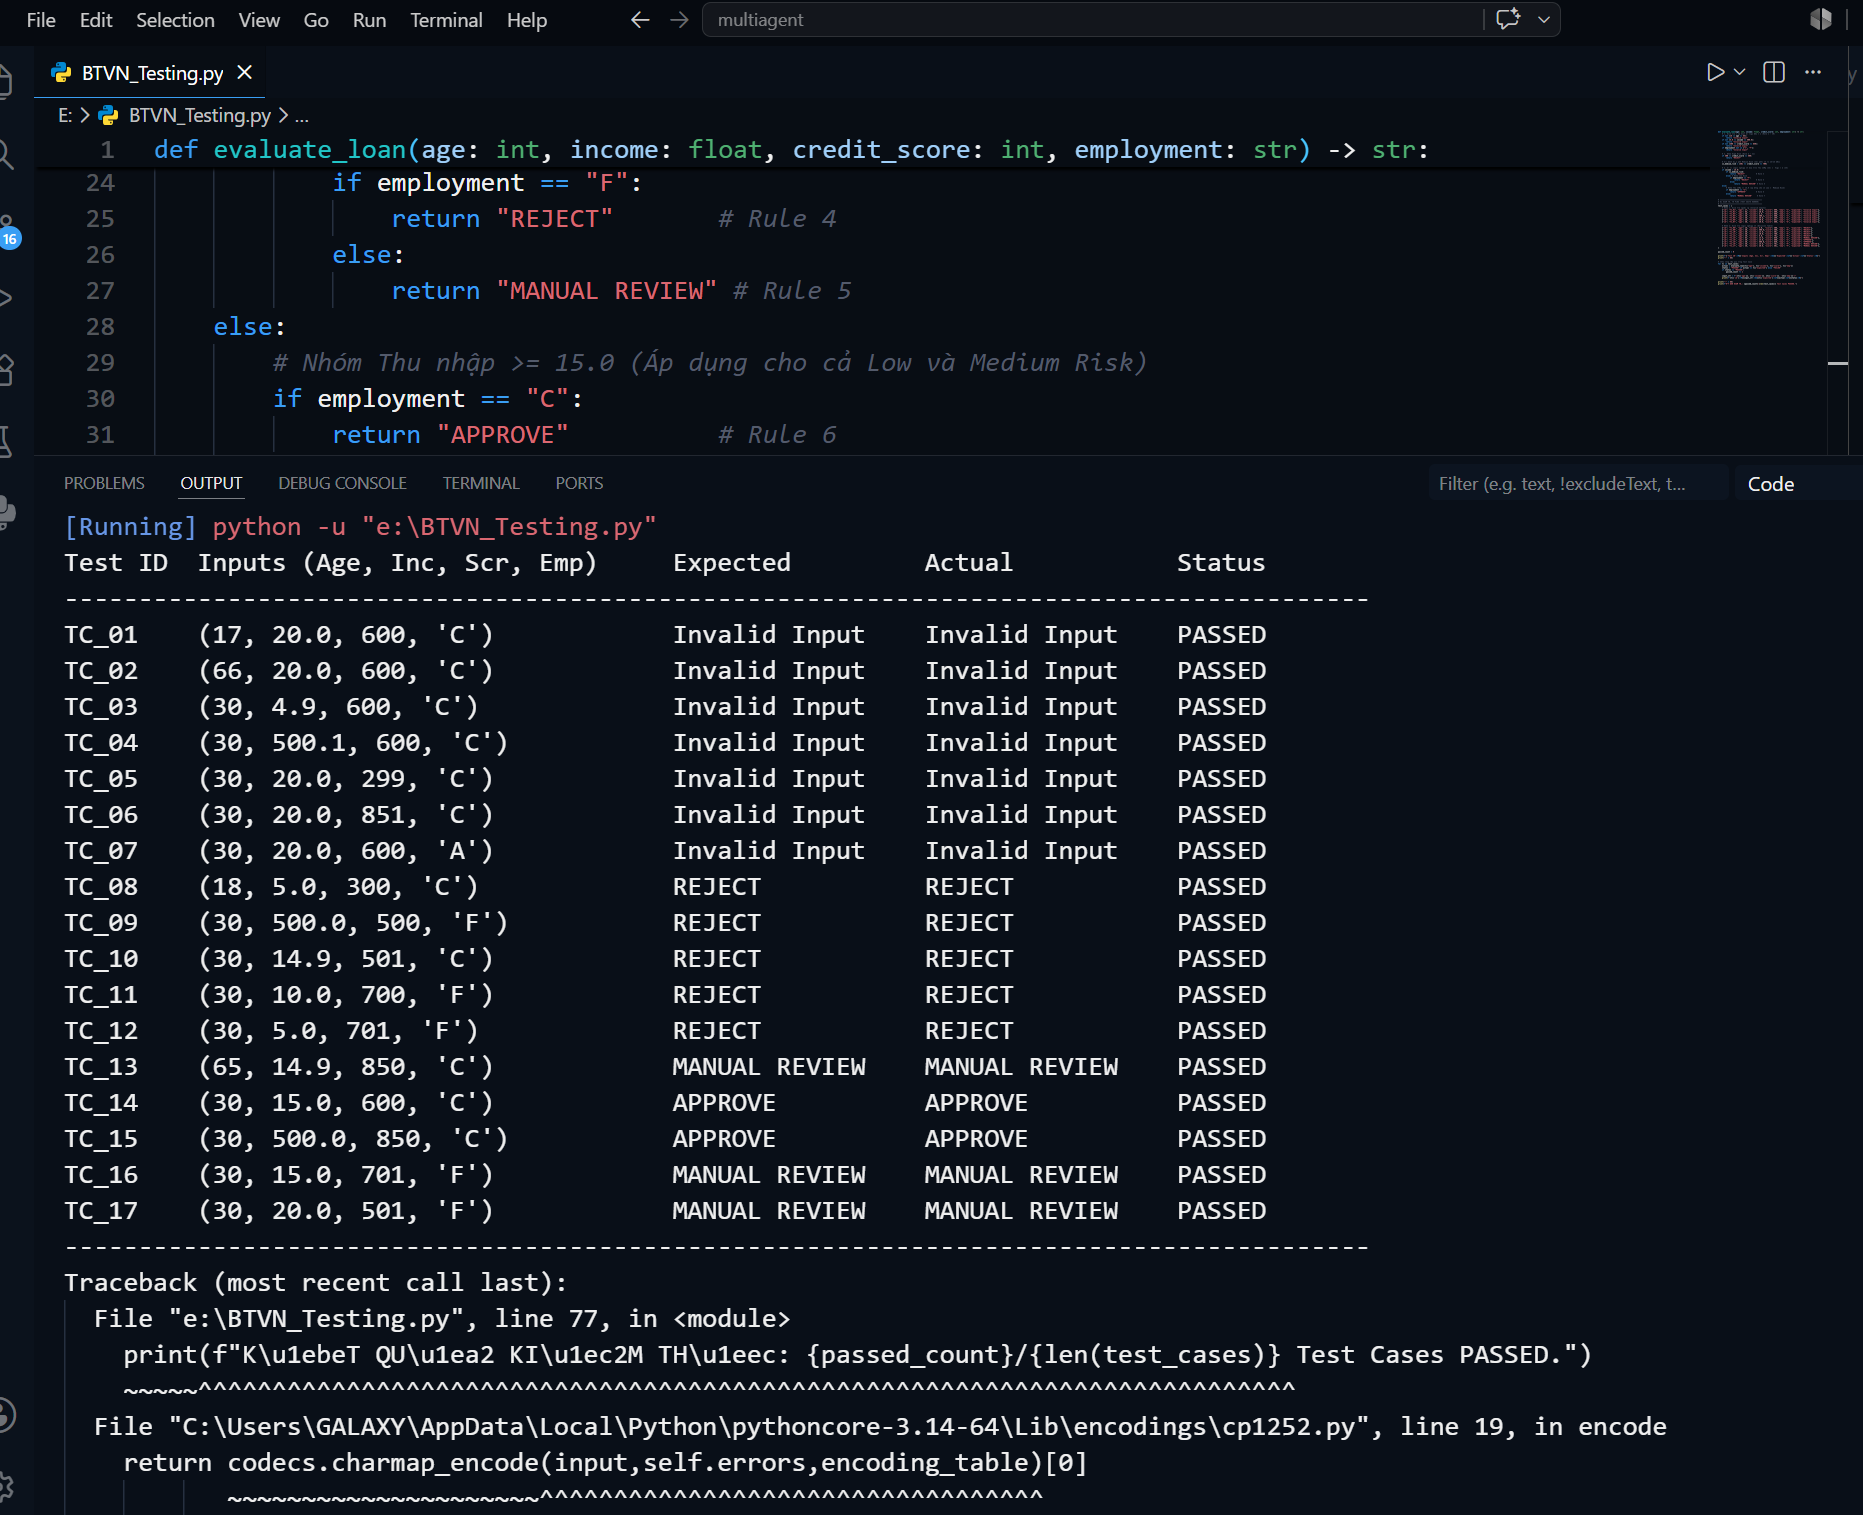 File Edit Selection View Go Run Terminal Help
multiagent
BTVN_Testing.py
E: > BTVN_Testing.py > ...
1 def evaluate_loan(age: int, income: float, credit_score: int, employment: str) -> str:
24 if employment == "F":
25 return "REJECT" # Rule 4
26 else:
27 return "MANUAL REVIEW" # Rule 5
28 else:
29 # Nhóm Thu nhập >= 15.0 (Áp dụng cho cả Low và Medium Risk)
30 if employment == "C":
31 return "APPROVE" # Rule 6
16
PROBLEMS OUTPUT DEBUG CONSOLE TERMINAL PORTS
Filter (e.g. text, !excludeText, t...
Code
[Running] python -u "e:\BTVN_Testing.py"
Test ID Inputs (Age, Inc, Scr, Emp) Expected Actual Status
----------------------------------------------------------------------------------------
TC_01 (17, 20.0, 600, 'C') Invalid Input Invalid Input PASSED
TC_02 (66, 20.0, 600, 'C') Invalid Input Invalid Input PASSED
TC_03 (30, 4.9, 600, 'C') Invalid Input Invalid Input PASSED
TC_04 (30, 500.1, 600, 'C') Invalid Input Invalid Input PASSED
TC_05 (30, 20.0, 299, 'C') Invalid Input Invalid Input PASSED
TC_06 (30, 20.0, 851, 'C') Invalid Input Invalid Input PASSED
TC_07 (30, 20.0, 600, 'A') Invalid Input Invalid Input PASSED
TC_08 (18, 5.0, 300, 'C') REJECT REJECT PASSED
TC_09 (30, 500.0, 500, 'F') REJECT REJECT PASSED
TC_10 (30, 14.9, 501, 'C') REJECT REJECT PASSED
TC_11 (30, 10.0, 700, 'F') REJECT REJECT PASSED
TC_12 (30, 5.0, 701, 'F') REJECT REJECT PASSED
TC_13 (65, 14.9, 850, 'C') MANUAL REVIEW MANUAL REVIEW PASSED
TC_14 (30, 15.0, 600, 'C') APPROVE APPROVE PASSED
TC_15 (30, 500.0, 850, 'C') APPROVE APPROVE PASSED
TC_16 (30, 15.0, 701, 'F') MANUAL REVIEW MANUAL REVIEW PASSED
TC_17 (30, 20.0, 501, 'F') MANUAL REVIEW MANUAL REVIEW PASSED
----------------------------------------------------------------------------------------
Traceback (most recent call last):
File "e:\BTVN_Testing.py", line 77, in <module>
print(f"K\u1ebeT QU\u1ea2 KI\u1ec2M TH\u1eec: {passed_count}/{len(test_cases)} Test Cases PASSED.")
~~~~~^^^^^^^^^^^^^^^^^^^^^^^^^^^^^^^^^^^^^^^^^^^^^^^^^^^^^^^^^^^^^^^^^^^^^^^^^^
File "C:\Users\GALAXY\AppData\Local\Python\pythoncore-3.14-64\Lib\encodings\cp1252.py", line 19, in encode
return codecs.charmap_encode(input,self.errors,encoding_table)[0]
~~~~~~~~~~~~~~~~~~~~~^^^^^^^^^^^^^^^^^^^^^^^^^^^^^^^^^^